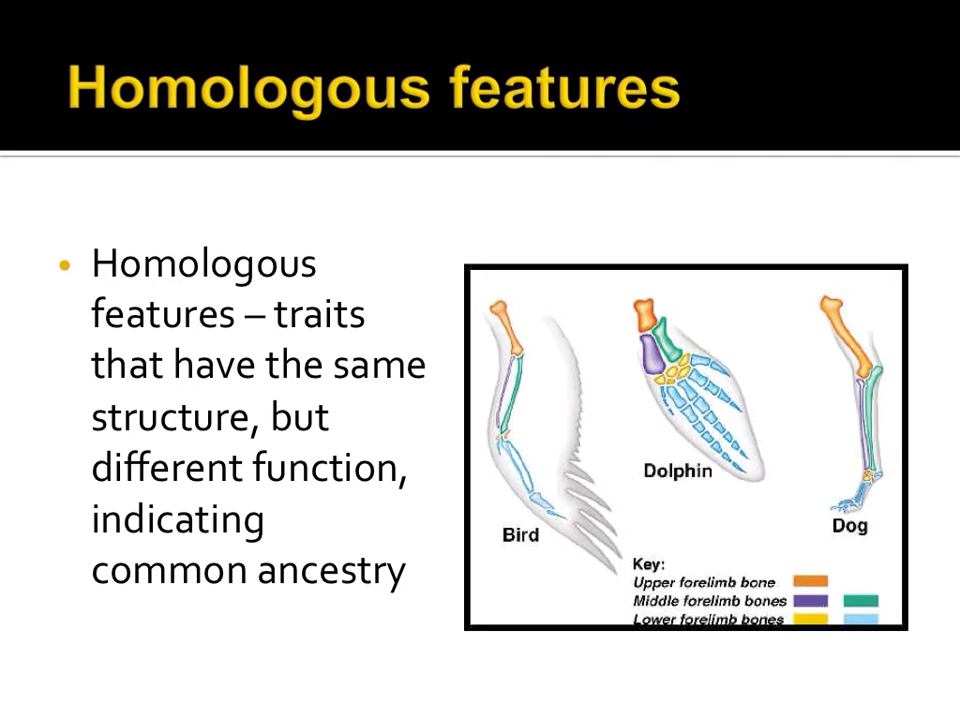 Homologous features
• Homologous
features – traits
that have the same
structure, but
different function,
indicating
common ancestry
Bird
Dolphin
Dog
Key:
Upper forelimb bone
Middle forelimb bones
Lower forelimb bones